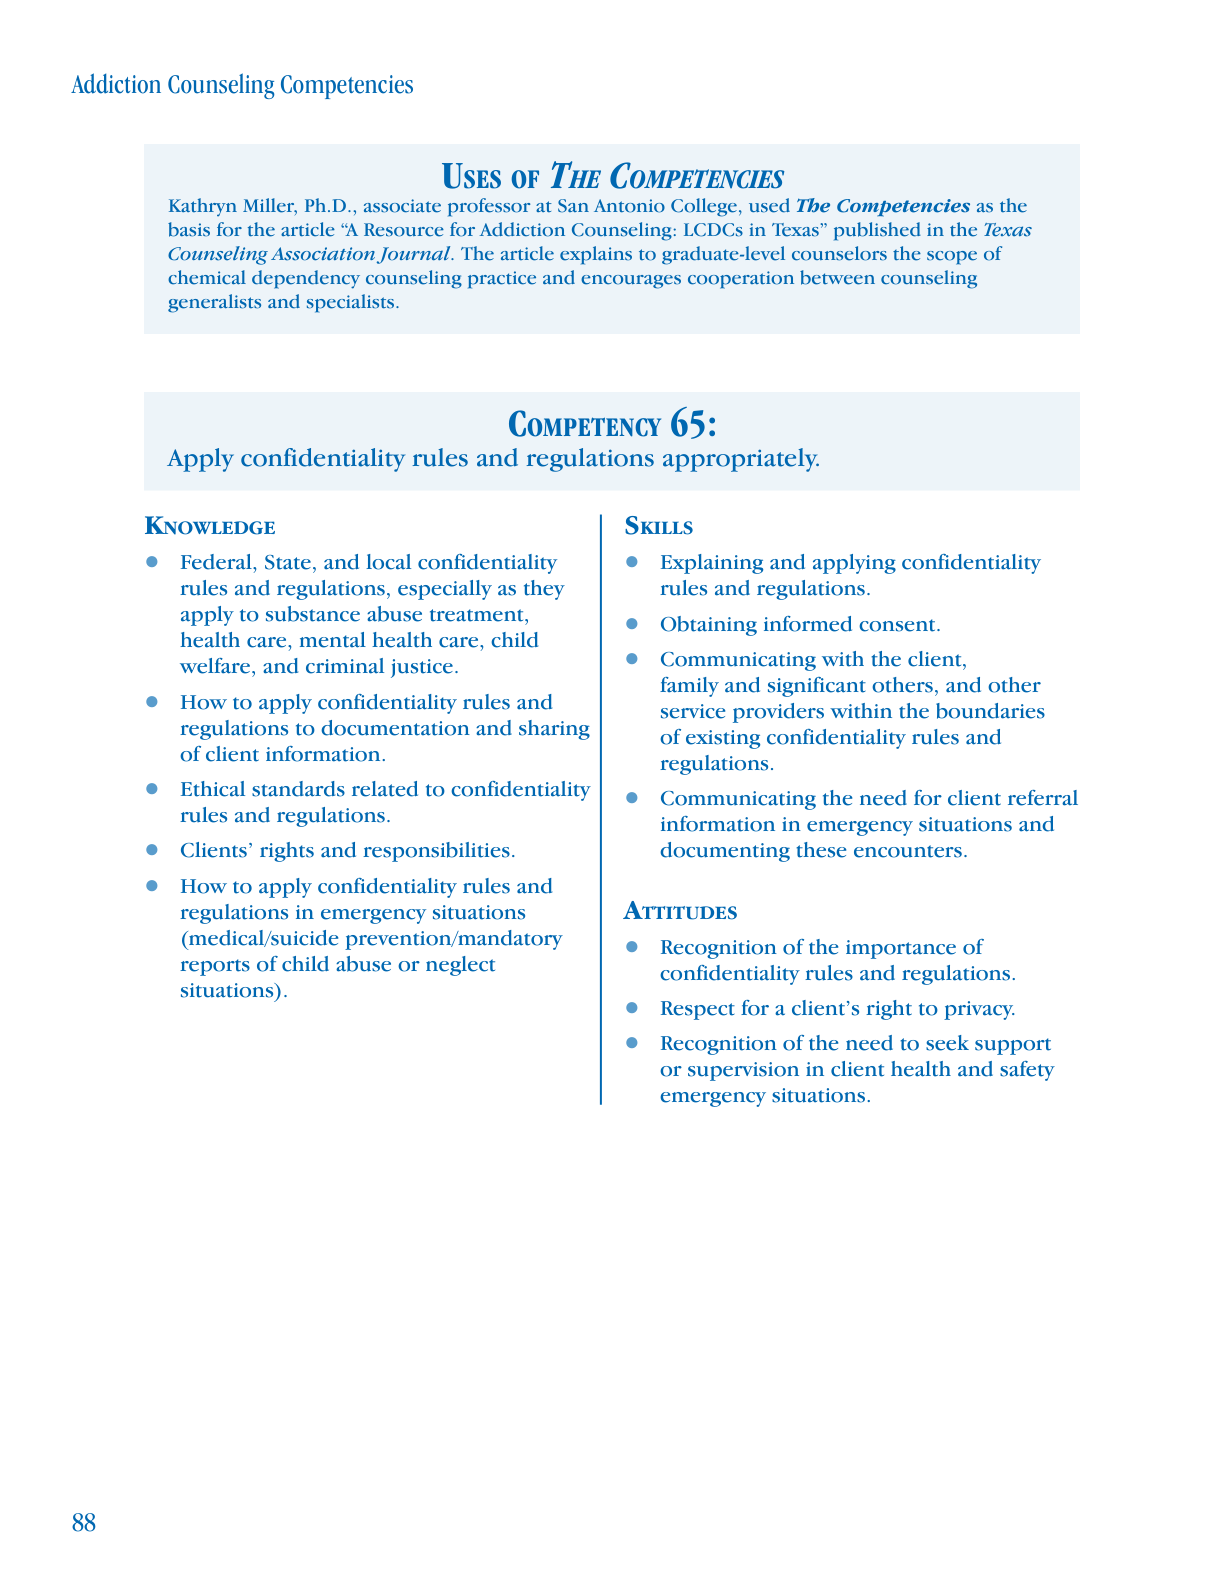 Addiction Counseling Competencies
Uses of The Competencies
Kathryn Miller, Ph.D., associate professor at San Antonio College, used The Competencies as the
basis for the article “A Resource for Addiction Counseling: LCDCs in Texas” published in the Texas
Counseling Association Journal. The article explains to graduate-level counselors the scope of
chemical dependency counseling practice and encourages cooperation between counseling
generalists and specialists.
Competency 65:
Apply confidentiality rules and regulations appropriately.
Knowledge
● Federal, State, and local confidentiality
rules and regulations, especially as they
apply to substance abuse treatment,
health care, mental health care, child
welfare, and criminal justice.
● How to apply confidentiality rules and
regulations to documentation and sharing
of client information.
● Ethical standards related to confidentiality
rules and regulations.
● Clients’ rights and responsibilities.
● How to apply confidentiality rules and
regulations in emergency situations
(medical/suicide prevention/mandatory
reports of child abuse or neglect
situations).
Skills
● Explaining and applying confidentiality
rules and regulations.
● Obtaining informed consent.
● Communicating with the client,
family and significant others, and other
service providers within the boundaries
of existing confidentiality rules and
regulations.
● Communicating the need for client referral
information in emergency situations and
documenting these encounters.
Attitudes
● Recognition of the importance of
confidentiality rules and regulations.
● Respect for a client’s right to privacy.
● Recognition of the need to seek support
or supervision in client health and safety
emergency situations.
88